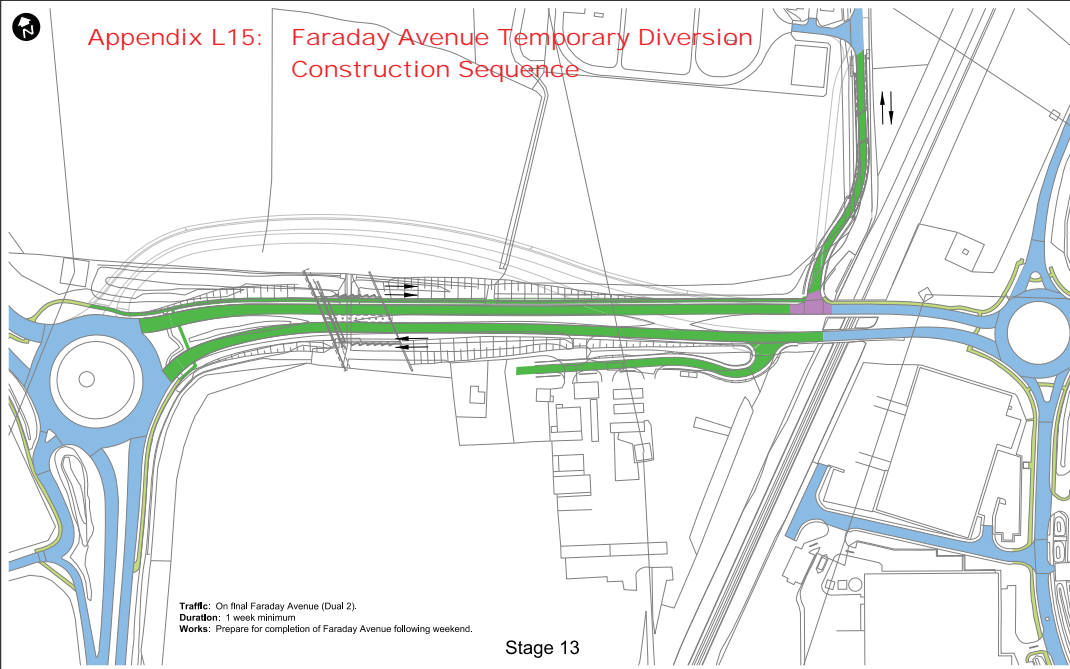 N
Appendix L15: Faraday Avenue Temporary Diversion
Construction Sequence
Traffic: On final Faraday Avenue (Dual 2).
Duration: 1 week minimum
Works: Prepare for completion of Faraday Avenue following weekend.
Stage 13